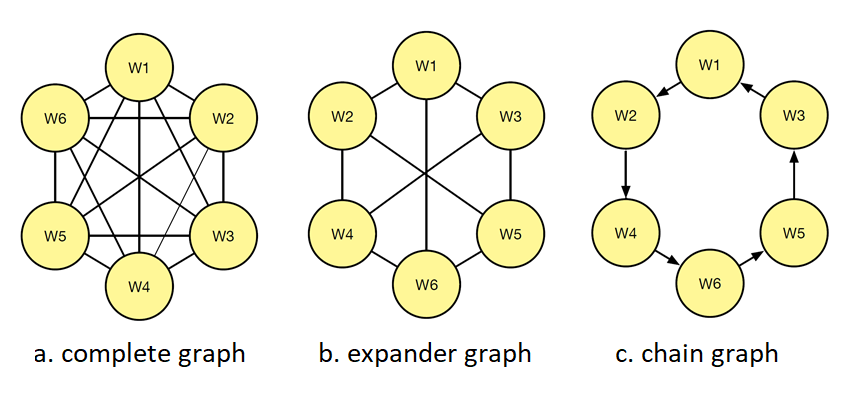 W1
W6
W2
W5
W3
W4
a. complete graph
W1
W2
W3
W4
W5
W6
b. expander graph
W1
W2
W3
W4
W5
W6
c. chain graph